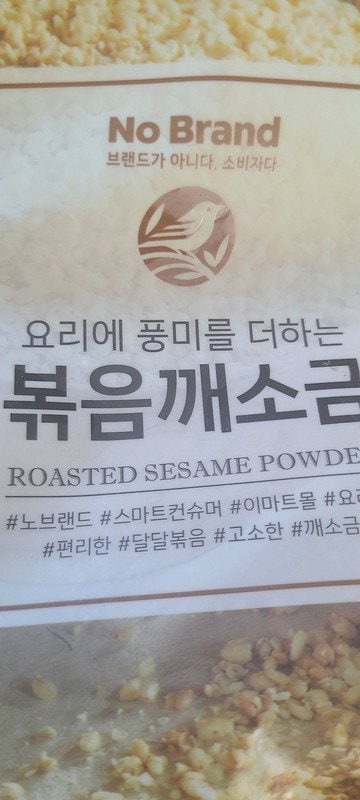 No Brand
브랜드가 아니다. 소비자다
요리에 풍미를 더하는
볶음깨소금
ROASTED SESAME POWDE
#노브랜드 #스마트컨슈머 #이마트몰 #요리
#편리한 #달달볶음 #고소한 #깨소금